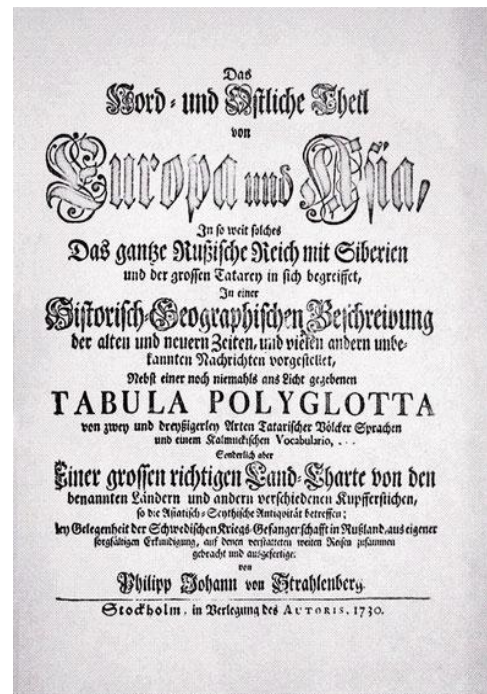 Das
Nord- und Ostliche Theil
von
Europa und Asia,
In so weit solches
Das gantze Rußische Reich mit Siberien
und der grossen Tatarey in sich begreiffet,
In einer
Historisch-Geographischen Beschreibung
der alten und neuern Zeiten, und vielen andern unbe-
kannten Nachrichten vorgestellet,
Nebst einer noch niemahls ans Licht gegebenen
TABULA POLYGLOTTA
von zwey und dreyßigerley Arten Tatarischer Völcker Sprachen
und einem Kalmuckischen Vocabulario, . . .
Sonderlich aber
Einer grossen richtigen Land-Charte von den
benannten Ländern und andern verschiedenen Kupfferstichen,
so die Asiatisch-Scythische Antiquität betreffen;
Bey Gelegenheit der Schwedischen Kriegs-Gefangenschafft in Rußland, aus eigener
sorgfältigen Erkundigung, auf denen verstatteten weiten Reisen zusammen
gebracht und ausgefertiget
von
Philipp Johann von Strahlenberg.
Stockholm, in Verlegung des AUTORIS, 1730.